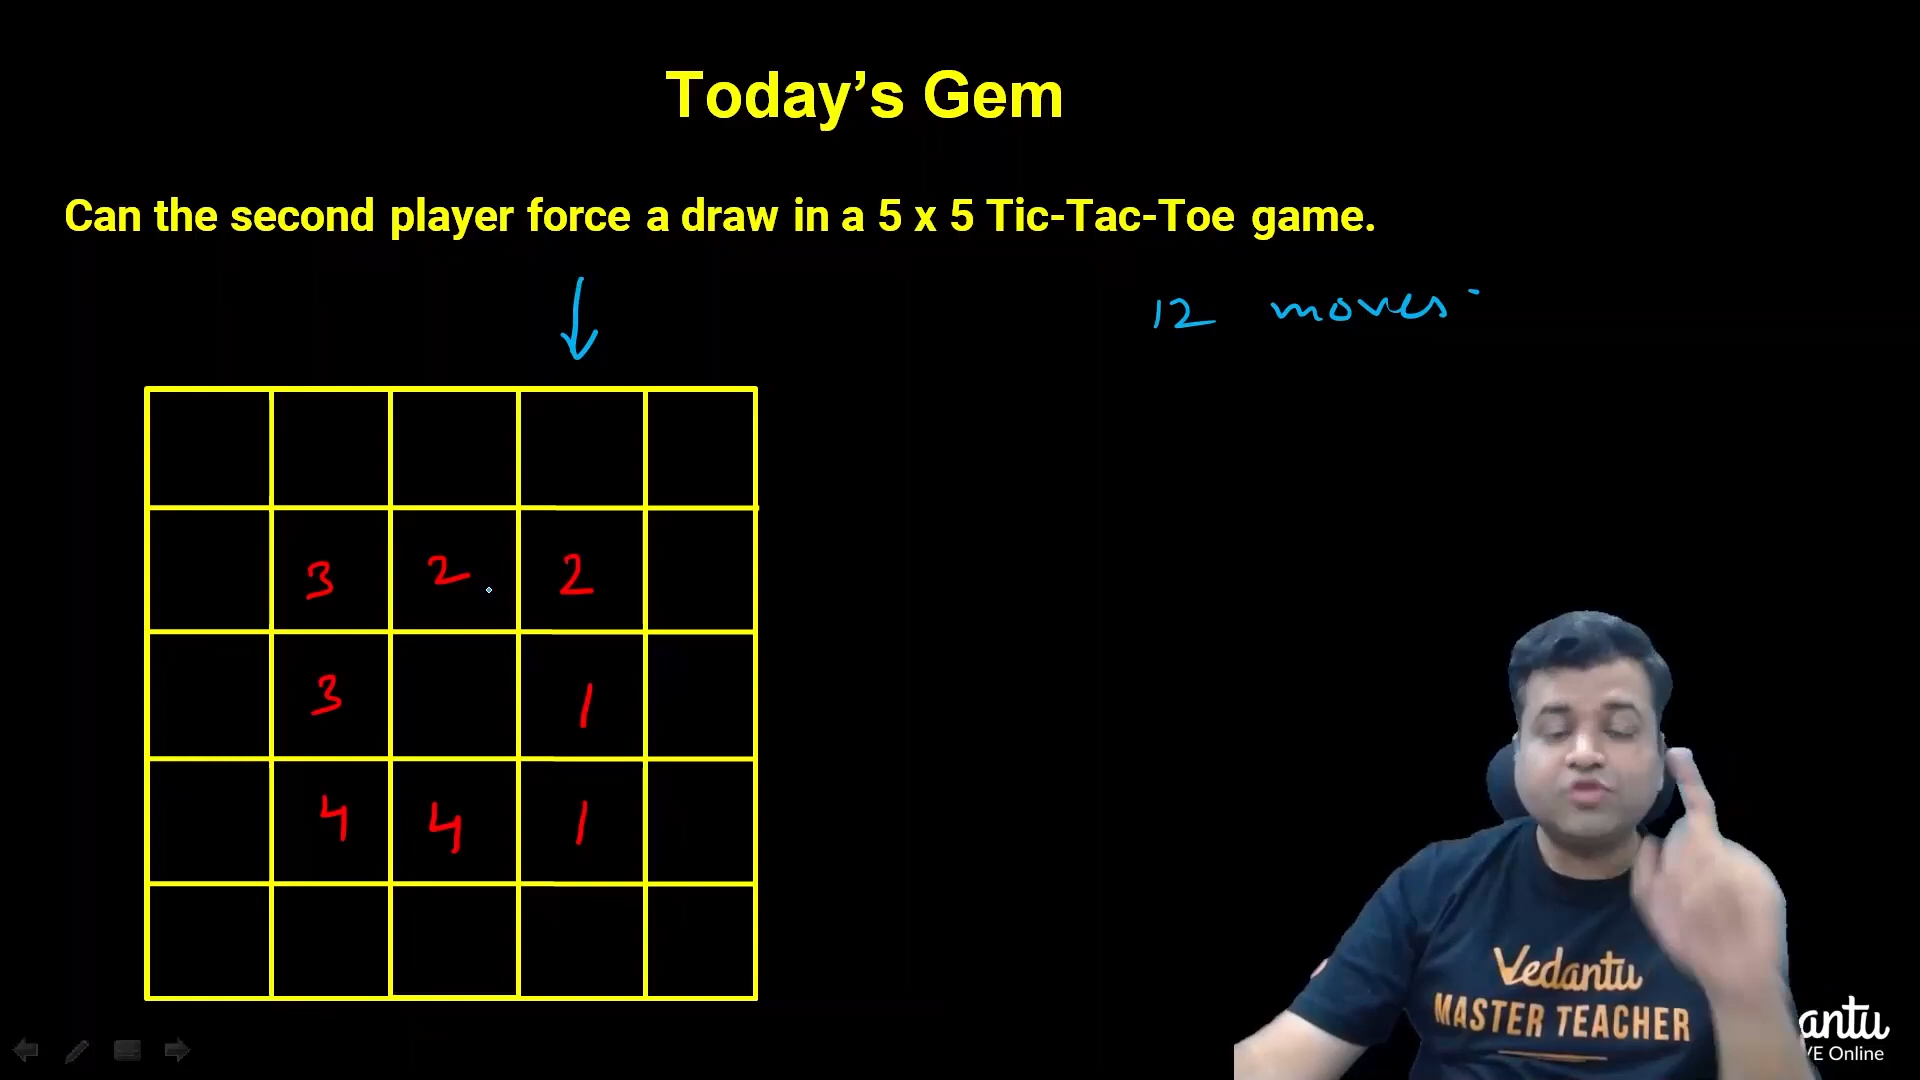 Today’s Gem
Can the second player force a draw in a 5 x 5 Tic-Tac-Toe game.
12 moves
3 2 2
3 1
4 4 1
Vedantu
MASTER TEACHER
antu
VE Online